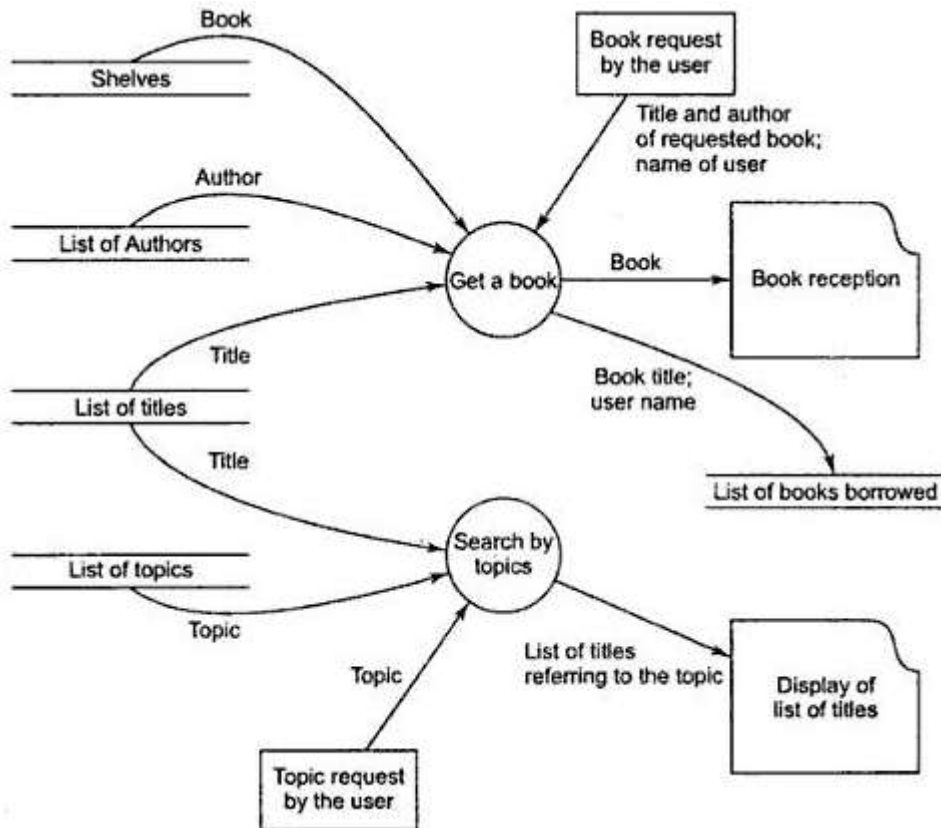 Book
Shelves
Book request
by the user
Title and author
of requested book;
name of user
Author
List of Authors
Get a book
Book
Book reception
Title
List of titles
Title
Book title;
user name
List of books borrowed
List of topics
Topic
Search by
topics
Topic
List of titles
referring to the topic
Display of
list of titles
Topic request
by the user